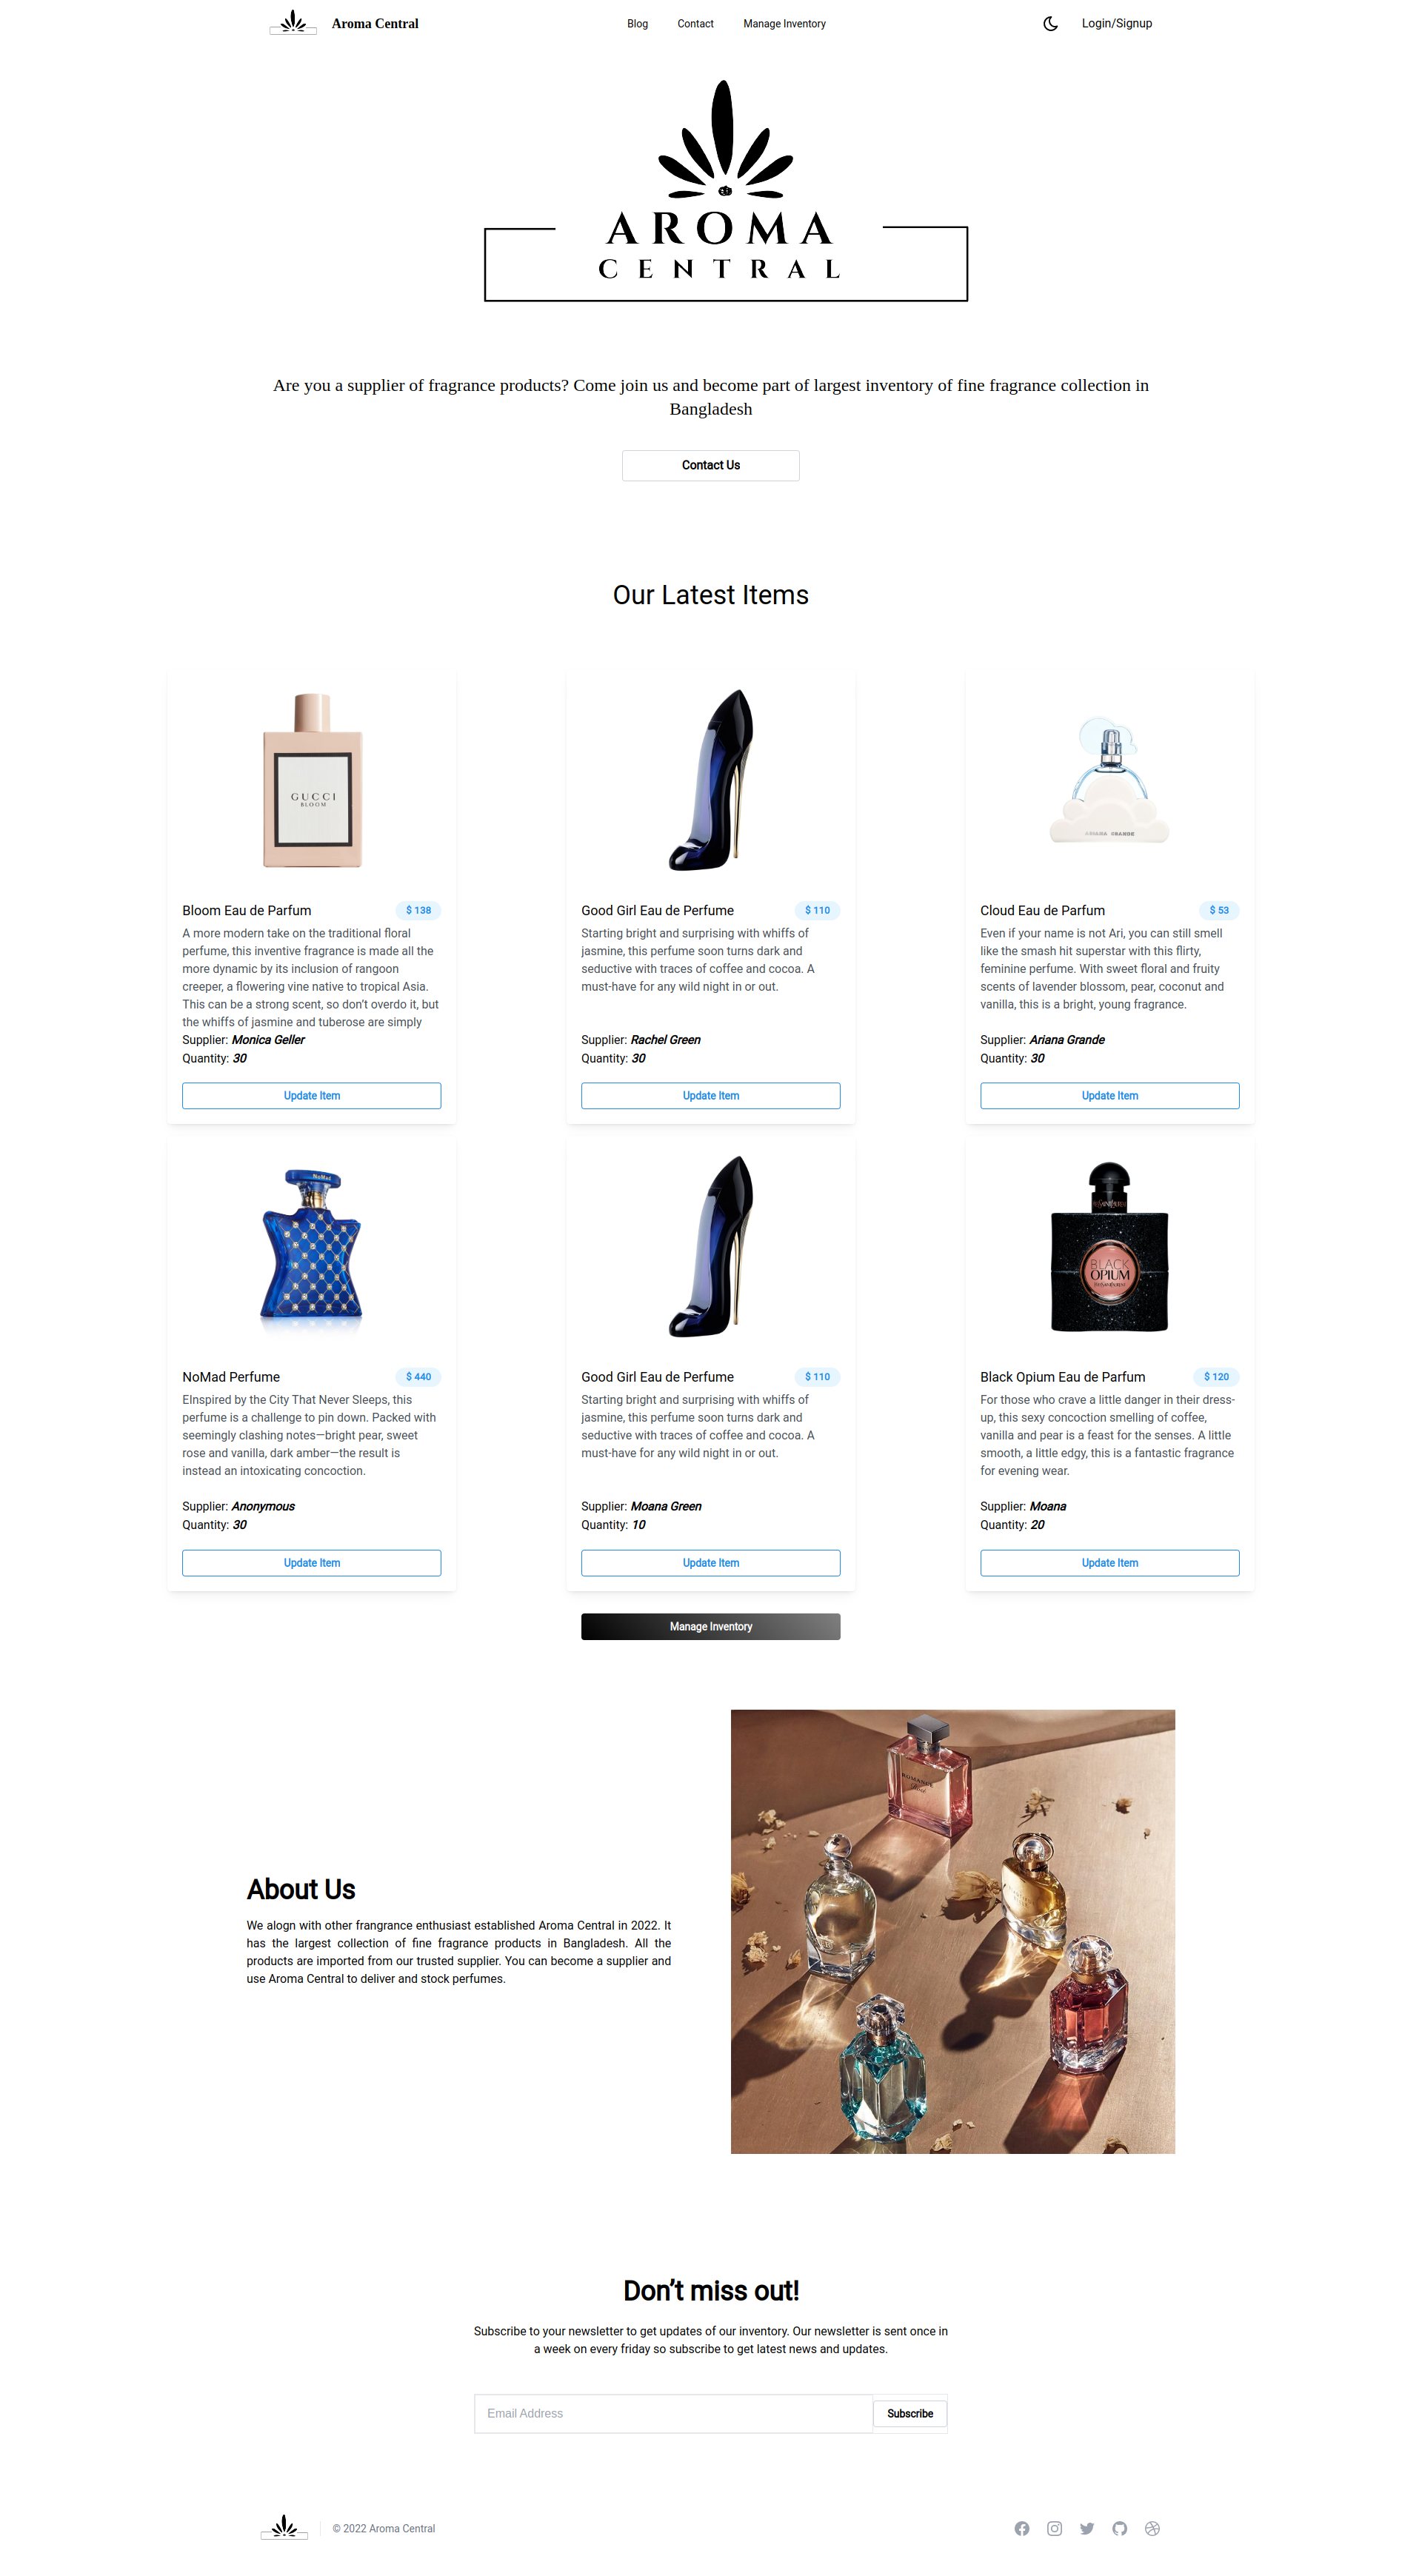 Aroma Central
Blog
Contact
Manage Inventory
Login/Signup
AROMA
CENTRAL
Are you a supplier of fragrance products? Come join us and become part of largest inventory of fine fragrance collection in
Bangladesh
Contact Us
Our Latest Items
GUCCI
BLOOM
Bloom Eau de Parfum
$ 138
A more modern take on the traditional floral
perfume, this inventive fragrance is made all the
more dynamic by its inclusion of rangoon
creeper, a flowering vine native to tropical Asia.
This can be a strong scent, so don't overdo it, but
the whiffs of jasmine and tuberose are simply
Supplier: Monica Geller
Quantity: 30
Update Item
Good Girl Eau de Perfume
$ 110
Starting bright and surprising with whiffs of
jasmine, this perfume soon turns dark and
seductive with traces of coffee and cocoa. A
must-have for any wild night in or out.
Supplier: Rachel Green
Quantity: 30
Update Item
ARIANA GRANDE
Cloud Eau de Parfum
$ 53
Even if your name is not Ari, you can still smell
like the smash hit superstar with this flirty,
feminine perfume. With sweet floral and fruity
scents of lavender blossom, pear, coconut and
vanilla, this is a bright, young fragrance.
Supplier: Ariana Grande
Quantity: 30
Update Item
NoMad
NoMad Perfume
$ 440
EInspired by the City That Never Sleeps, this
perfume is a challenge to pin down. Packed with
seemingly clashing notes—bright pear, sweet
rose and vanilla, dark amber—the result is
instead an intoxicating concoction.
Supplier: Anonymous
Quantity: 30
Update Item
Good Girl Eau de Perfume
$ 110
Starting bright and surprising with whiffs of
jasmine, this perfume soon turns dark and
seductive with traces of coffee and cocoa. A
must-have for any wild night in or out.
Supplier: Moana Green
Quantity: 10
Update Item
YVESSAINTLAURENT
BLACK
OPIUM
YVESSAINTLAURENT
Black Opium Eau de Parfum
$ 120
For those who crave a little danger in their dress-
up, this sexy concoction smelling of coffee,
vanilla and pear is a feast for the senses. A little
smooth, a little edgy, this is a fantastic fragrance
for evening wear.
Supplier: Moana
Quantity: 20
Update Item
Manage Inventory
ROMANCE
Rosé
About Us
We alogn with other frangrance enthusiast established Aroma Central in 2022. It
has the largest collection of fine fragrance products in Bangladesh. All the
products are imported from our trusted supplier. You can become a supplier and
use Aroma Central to deliver and stock perfumes.
Don't miss out!
Subscribe to your newsletter to get updates of our inventory. Our newsletter is sent once in
a week on every friday so subscribe to get latest news and updates.
Email Address
Subscribe
© 2022 Aroma Central